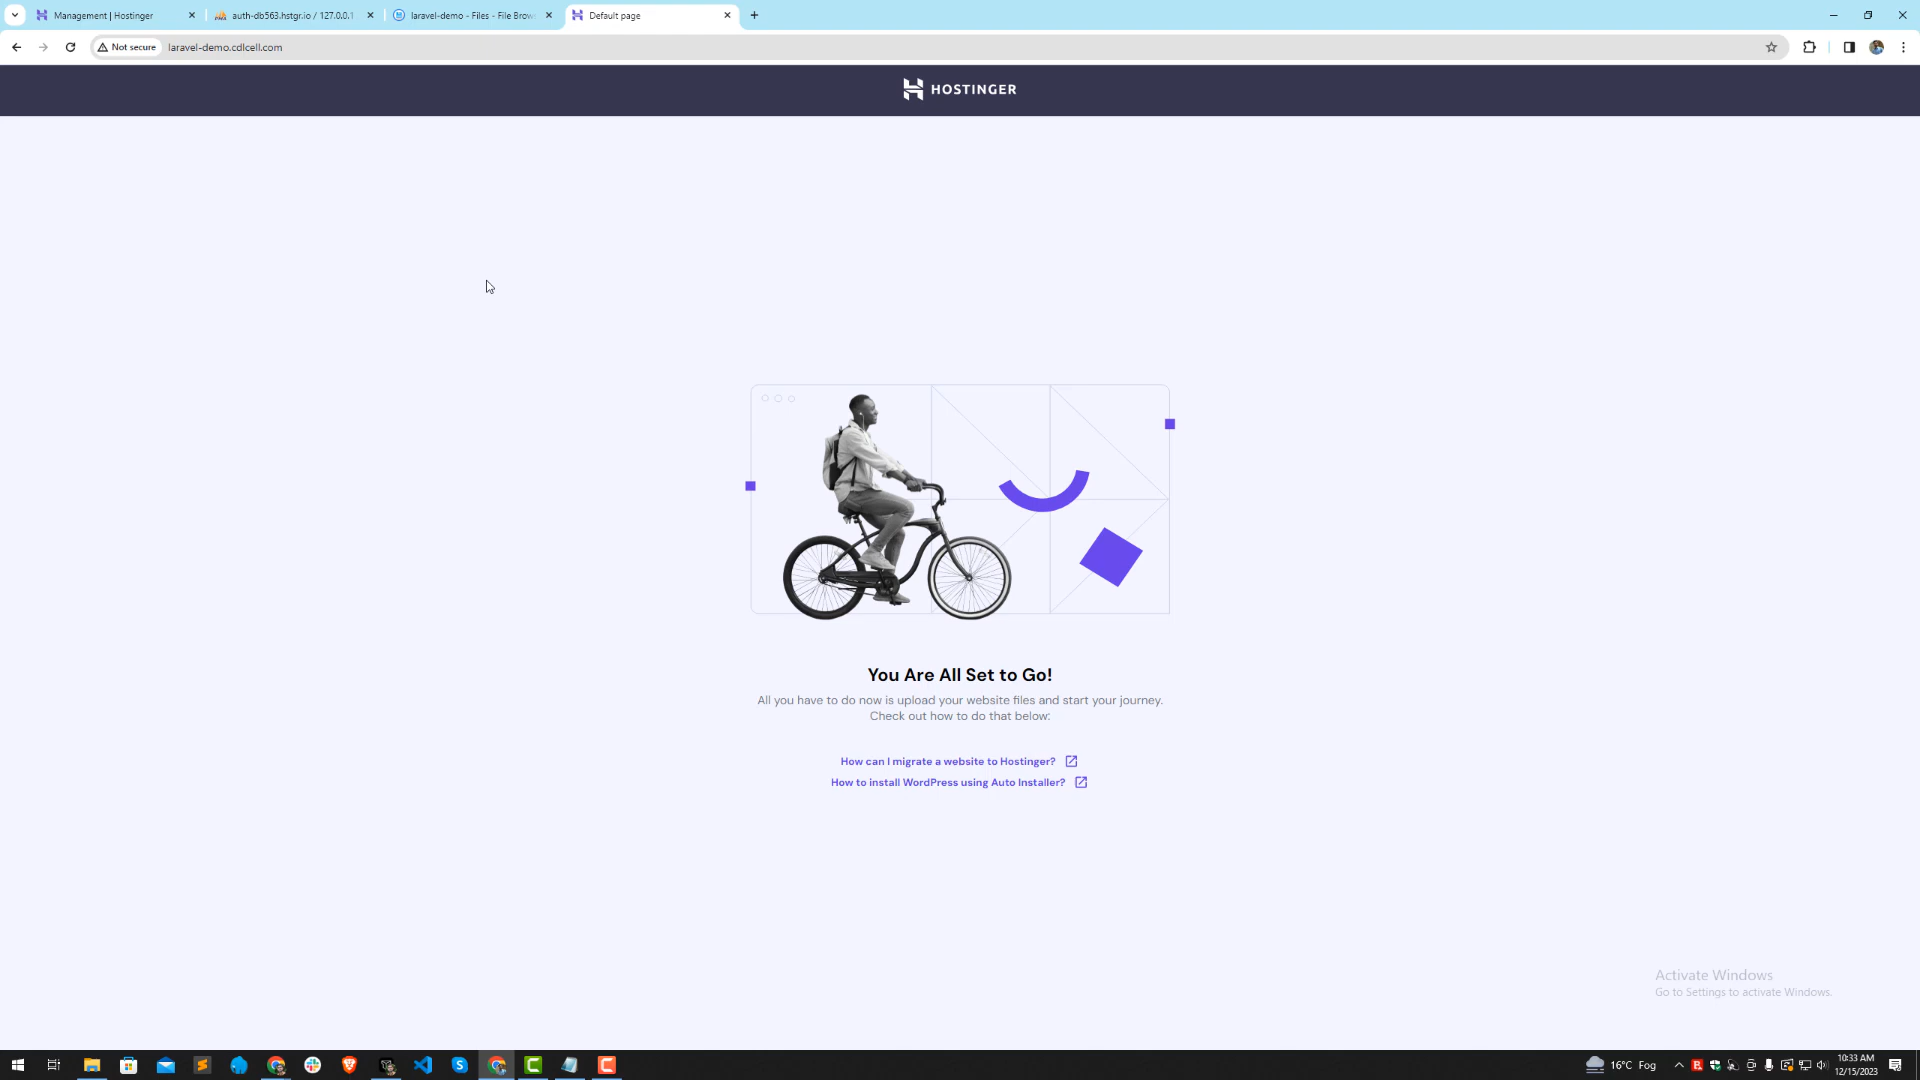 Management | Hostinger
auth-db563.hstgr.io / 127.0.0.1
laravel-demo - Files - File Brow
Default page
Not secure
laravel-demo.cdlcell.com
HOSTINGER
You Are All Set to Go!
All you have to do now is upload your website files and start your journey.
Check out how to do that below:
How can I migrate a website to Hostinger?
How to install WordPress using Auto Installer?
Activate Windows
Go to Settings to activate Windows.
16°C Fog
10:33 AM
12/15/2023